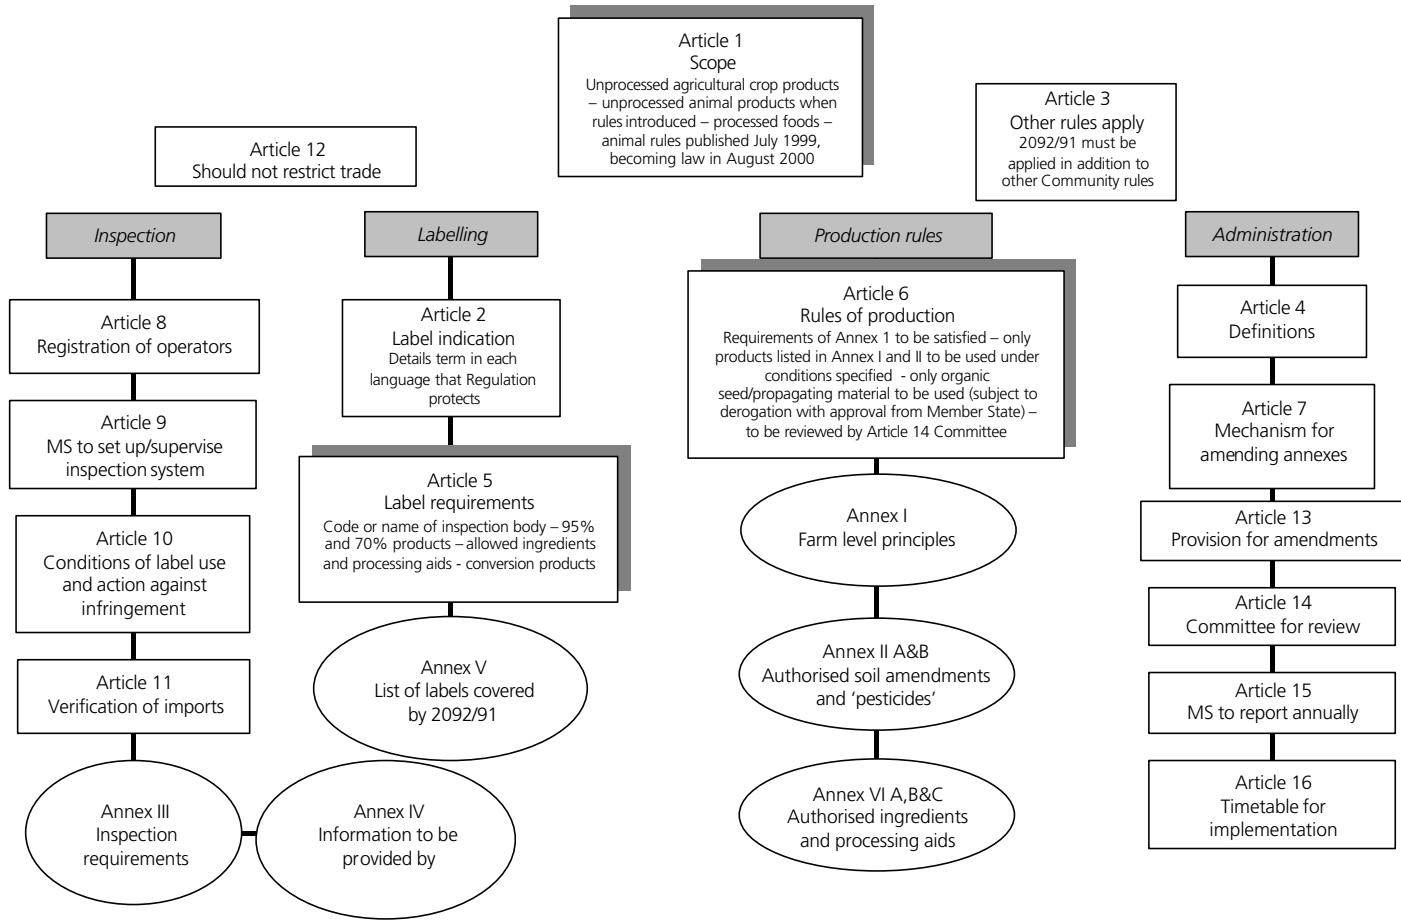 Article 1
Scope
Unprocessed agricultural crop products
– unprocessed animal products when
rules introduced – processed foods –
animal rules published July 1999,
becoming law in August 2000
Article 3
Other rules apply
2092/91 must be
applied in addition to
other Community rules
Article 12
Should not restrict trade
Inspection
Article 8
Registration of operators
Article 9
MS to set up/supervise
inspection system
Article 10
Conditions of label use
and action against
infringement
Article 11
Verification of imports
Annex III
Inspection
requirements
Annex IV
Information to be
provided by
Labelling
Article 2
Label indication
Details term in each
language that Regulation
protects
Article 5
Label requirements
Code or name of inspection body – 95%
and 70% products – allowed ingredients
and processing aids - conversion products
Annex V
List of labels covered
by 2092/91
Production rules
Article 6
Rules of production
Requirements of Annex 1 to be satisfied – only
products listed in Annex I and II to be used under
conditions specified - only organic
seed/propagating material to be used (subject to
derogation with approval from Member State) –
to be reviewed by Article 14 Committee
Annex I
Farm level principles
Annex II A&B
Authorised soil amendments
and ‘pesticides’
Annex VI A,B&C
Authorised ingredients
and processing aids
Administration
Article 4
Definitions
Article 7
Mechanism for
amending annexes
Article 13
Provision for amendments
Article 14
Committee for review
Article 15
MS to report annually
Article 16
Timetable for
implementation